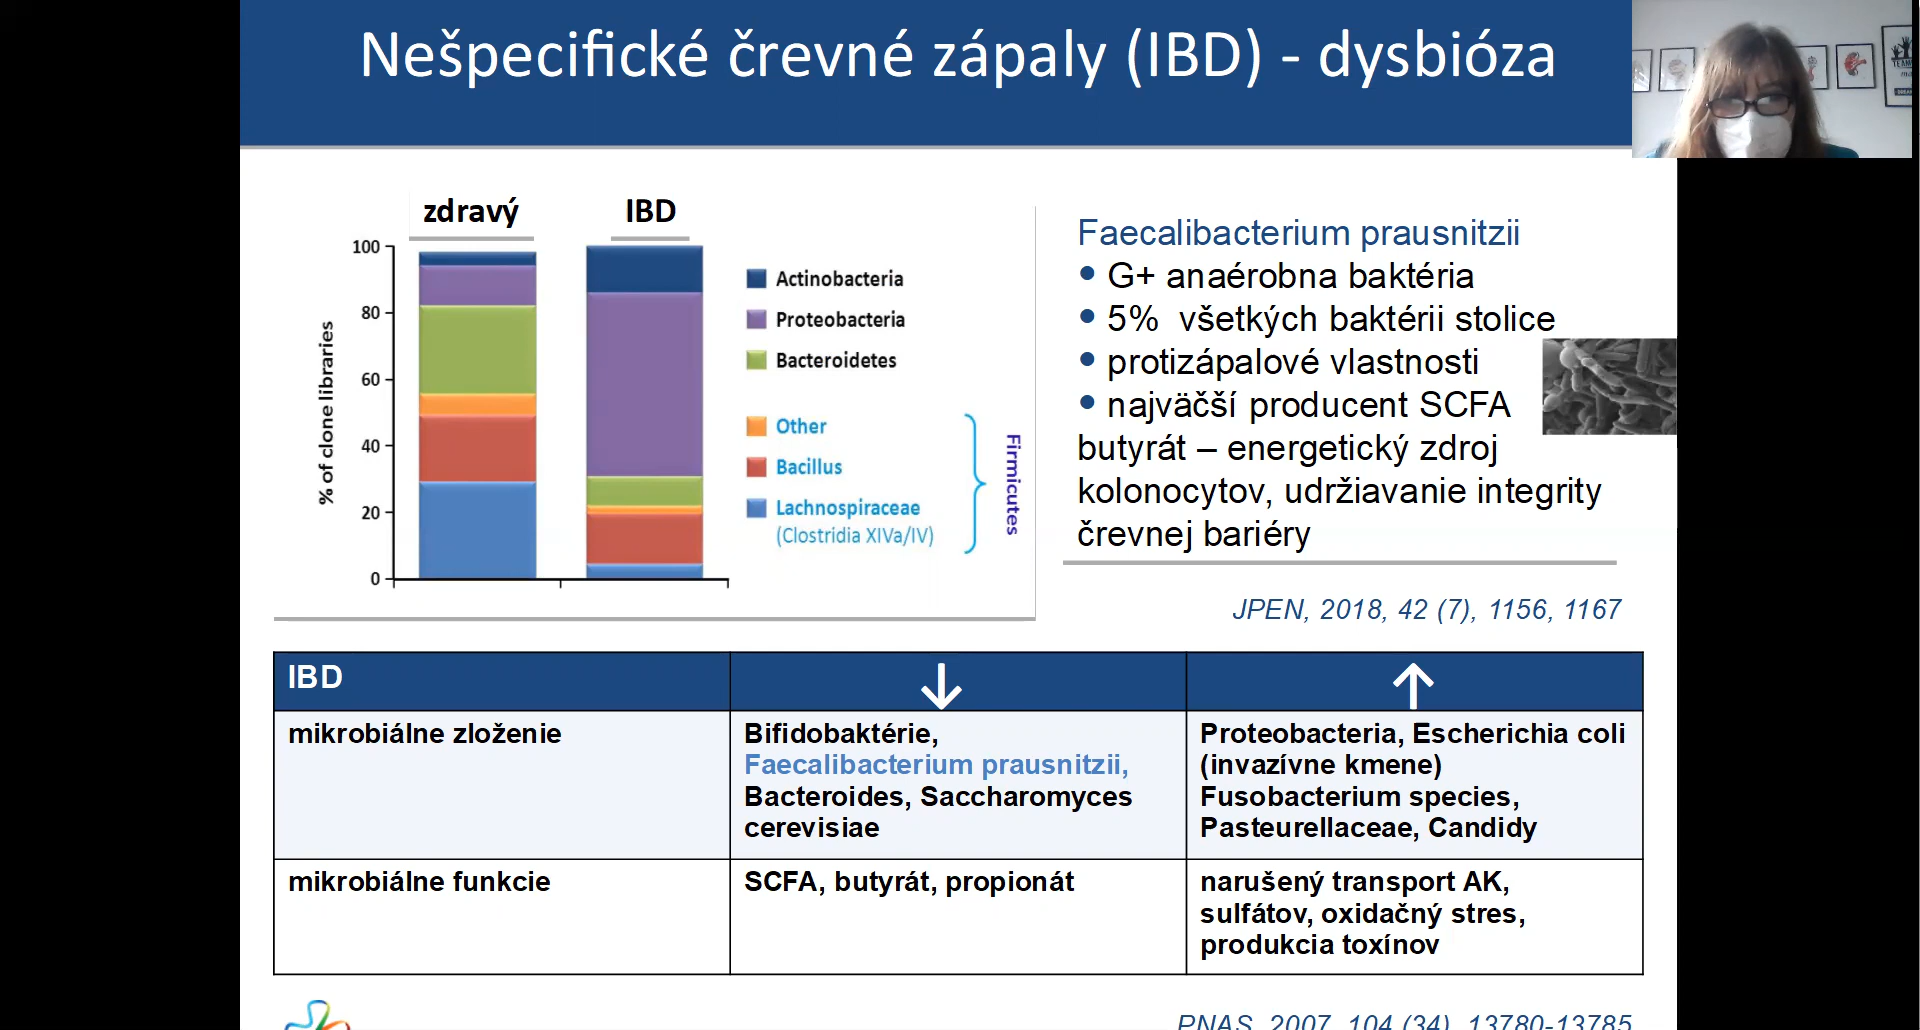 Nešpecifické črevné zápaly (IBD) - dysbióza
zdravý
IBD
% of clone libraries
100
80
60
40
20
0
Actinobacteria
Proteobacteria
Bacteroidetes
Other
Bacillus
Lachnospiraceae
(Clostridia XIVa/IV)
Firmicutes
Faecalibacterium prausnitzii
• G+ anaérobna baktéria
• 5% všetkých baktérii stolice
• protizápalové vlastnosti
• najväčší producent SCFA
butyrát – energetický zdroj
kolonocytov, udržiavanie integrity
črevnej bariéry
JPEN, 2018, 42 (7), 1156, 1167
IBD ↓ ↑
mikrobiálne zloženie
Bifidobaktérie,
Faecalibacterium prausnitzii,
Bacteroides, Saccharomyces
cerevisiae
Proteobacteria, Escherichia coli
(invazívne kmene)
Fusobacterium species,
Pasteurellaceae, Candidy
mikrobiálne funkcie
SCFA, butyrát, propionát
narušený transport AK,
sulfátov, oxidačný stres,
produkcia toxínov
PNAS, 2007, 104 (34), 13780-13785